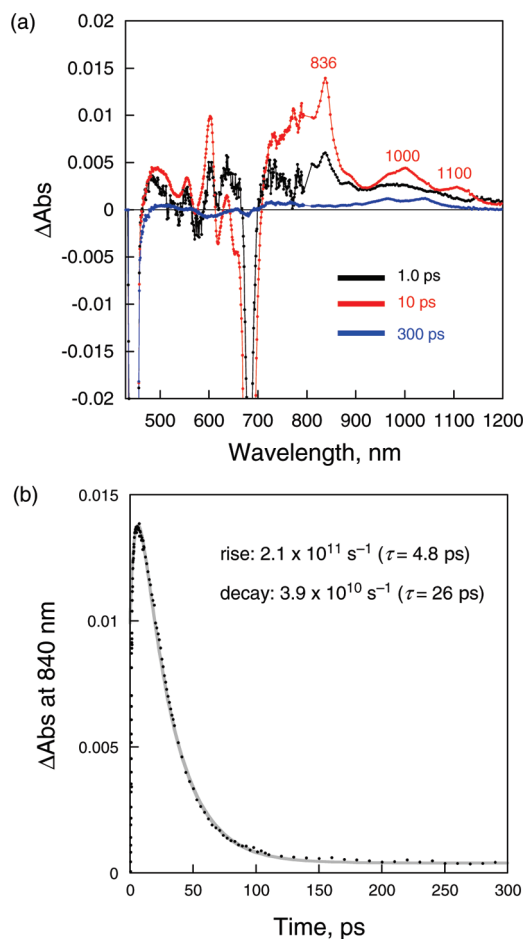 (a)
0.02
0.015
0.01
0.005
0
-0.005
-0.01
-0.015
-0.02
ΔAbs
836
1000
1100
1.0 ps
10 ps
300 ps
500 600 700 800 900 1000 1100 1200
Wavelength, nm
(b)
0.015
0.01
0.005
0
ΔAbs at 840 nm
rise: 2.1 x 10¹¹ s⁻¹ (τ = 4.8 ps)
decay: 3.9 x 10¹⁰ s⁻¹ (τ = 26 ps)
0 50 100 150 200 250 300
Time, ps